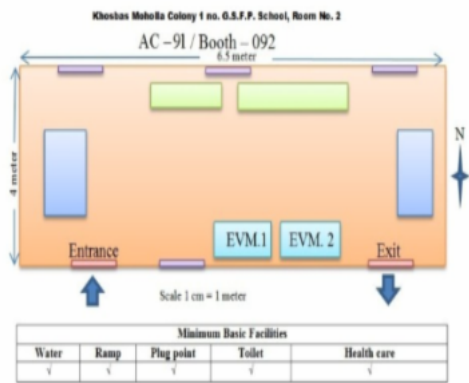 Khosbas Moholla Colony 1 no. G.S.F.P. School, Room No. 2
AC -91 / Booth – 092
6.5 meter
4 meter
N
EVM.1 EVM. 2
Entrance Exit
Scale 1 cm = 1 meter
Minimum Basic Facilities
Water Ramp Plug point Toilet Health care
√ √ √ √ √